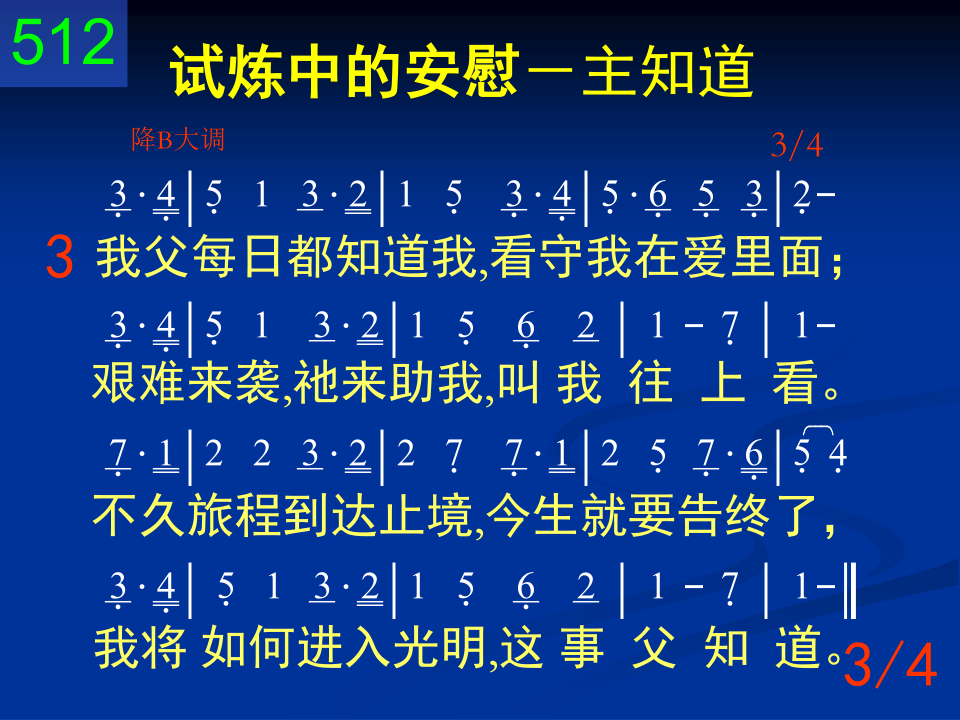 512
试炼中的安慰－主知道
降B大调 3/4
3·4|5 1 3·2|1 5 3·4|5·6 5 3|2-
3 我父每日都知道我,看守我在爱里面；
3·4|5 1 3·2|1 5 6 2|1 - 7|1-
艰难来袭,祂来助我,叫 我 往 上 看。
7·1|2 2 3·2|2 7 7·1|2 5 7·6|5 4
不久旅程到达止境,今生就要告终了，
3·4|5 1 3·2|1 5 6 2|1 - 7|1-‖
我将 如何进入光明,这 事 父 知 道。
3/4